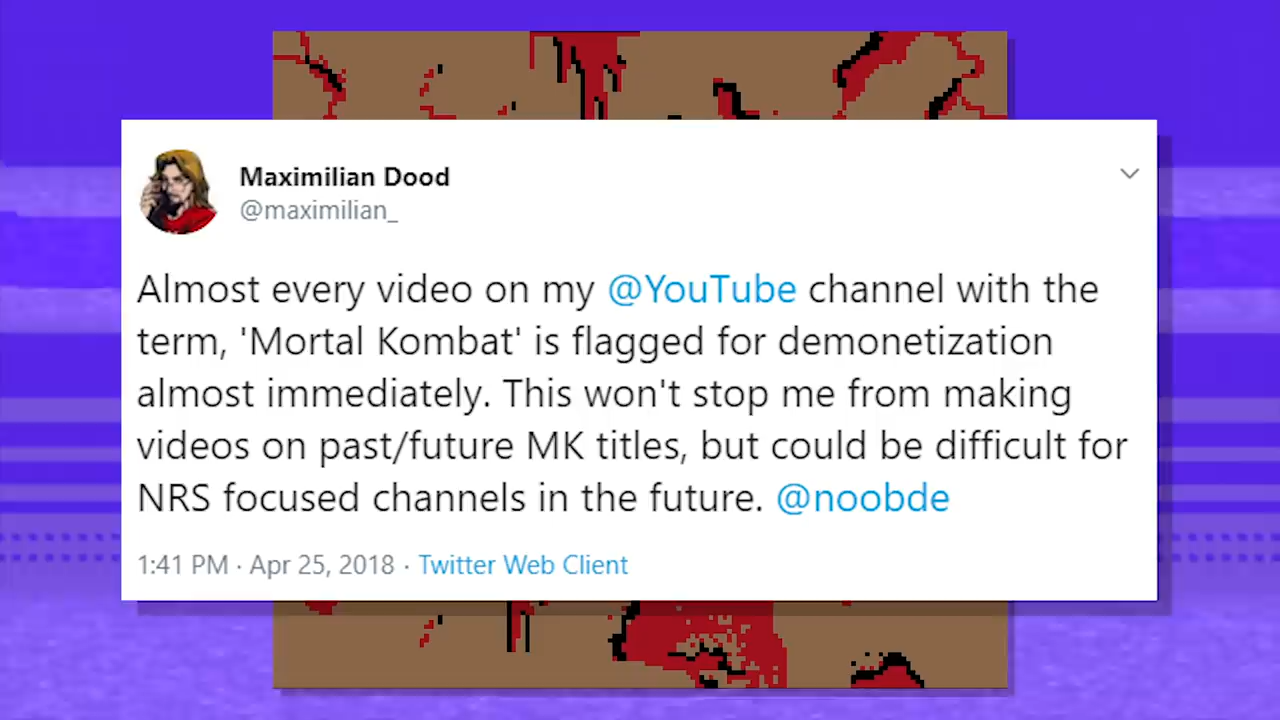 Maximilian Dood
@maximilian_
Almost every video on my @YouTube channel with the
term, 'Mortal Kombat' is flagged for demonetization
almost immediately. This won't stop me from making
videos on past/future MK titles, but could be difficult for
NRS focused channels in the future. @noobde
1:41 PM · Apr 25, 2018 · Twitter Web Client